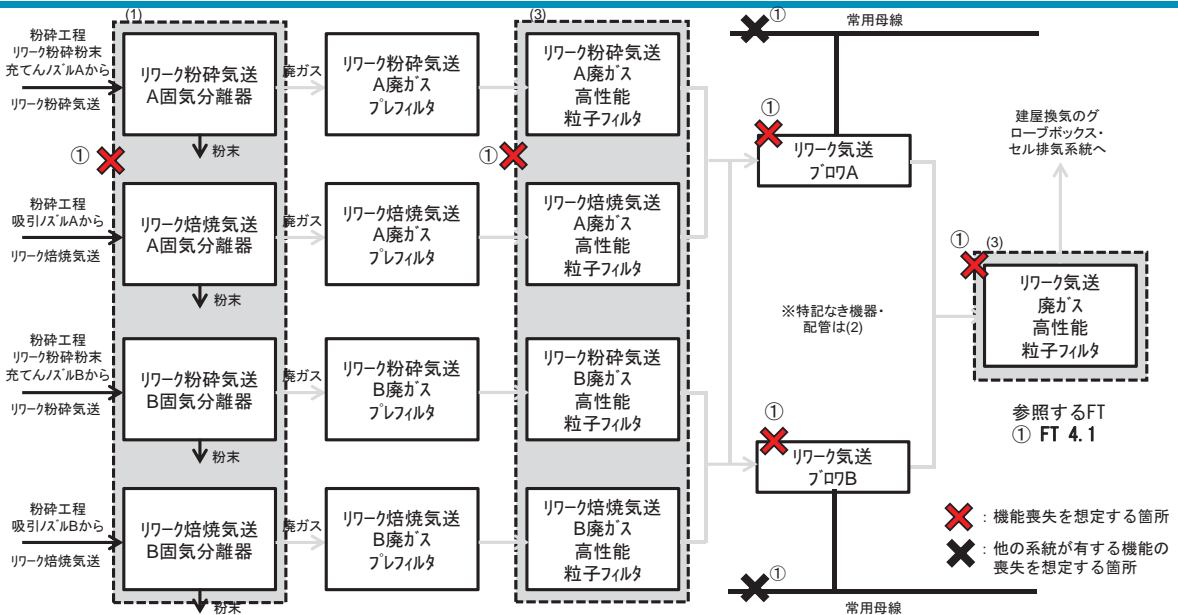 (1)
粉砕工程
リワーク粉砕粉末
充てんノズルAから
リワーク粉砕気送
リワーク粉砕気送
A固気分離器
粉末
廃ガス
リワーク粉砕気送
A廃ガス
プレフィルタ
(3)
リワーク粉砕気送
A廃ガス
高性能
粒子フィルタ
①
①
粉砕工程
吸引ノズルAから
リワーク焙焼気送
リワーク焙焼気送
A固気分離器
粉末
廃ガス
リワーク焙焼気送
A廃ガス
プレフィルタ
リワーク焙焼気送
A廃ガス
高性能
粒子フィルタ
粉砕工程
リワーク粉砕粉末
充てんノズルBから
リワーク粉砕気送
リワーク粉砕気送
B固気分離器
粉末
廃ガス
リワーク粉砕気送
B廃ガス
プレフィルタ
リワーク粉砕気送
B廃ガス
高性能
粒子フィルタ
粉砕工程
吸引ノズルBから
リワーク焙焼気送
リワーク焙焼気送
B固気分離器
粉末
廃ガス
リワーク焙焼気送
B廃ガス
プレフィルタ
リワーク焙焼気送
B廃ガス
高性能
粒子フィルタ
①
常用母線
①
リワーク気送
ブロワA
※特記なき機器・
配管は(2)
①
リワーク気送
ブロワB
①
常用母線
建屋換気のグ
ローブボックス・
セル排気系統へ
①
(3)
リワーク気送
廃ガス
高性能
粒子フィルタ
参照するFT
① FT 4.1
：機能喪失を想定する箇所
：他の系統が有する機能の
喪失を想定する箇所